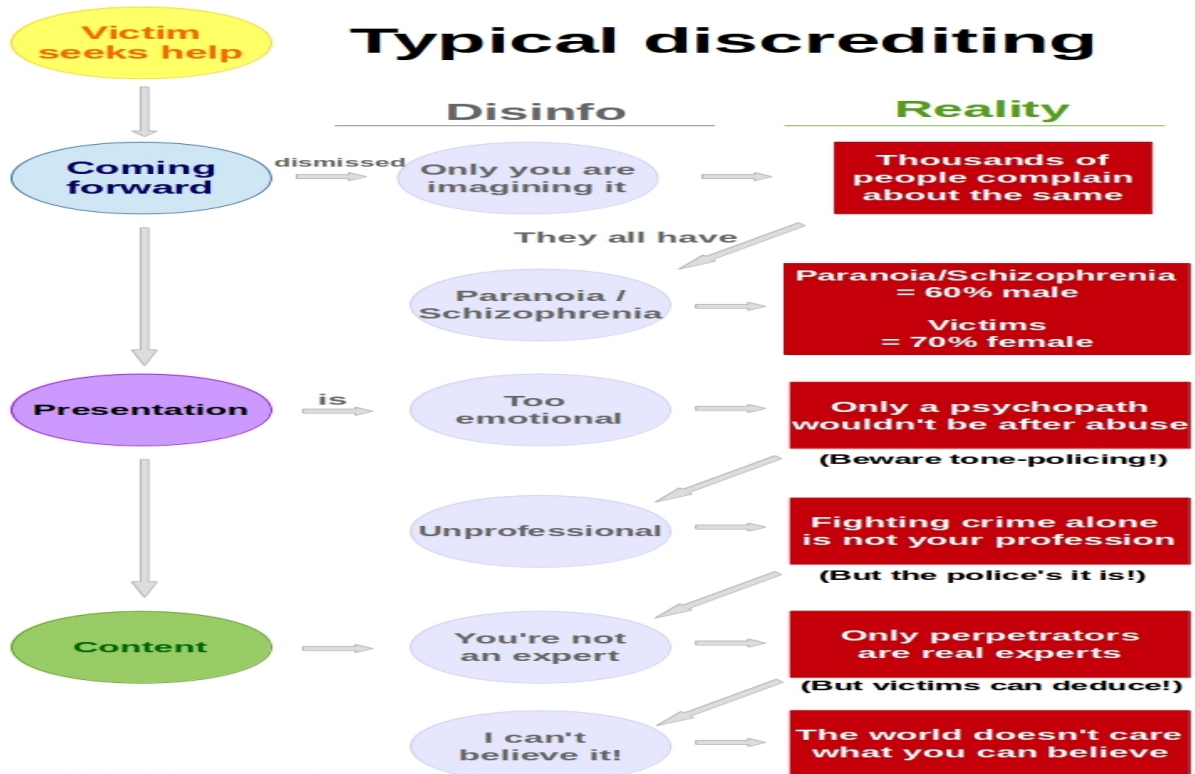 Victim
seeks help
Typical discrediting
Disinfo
Reality
Coming
forward
dismissed
Only you are
imagining it
Thousands of
people complain
about the same
They all have
Paranoia /
Schizophrenia
Paranoia/Schizophrenia
= 60% male
Victims
= 70% female
Presentation
is
Too
emotional
Only a psychopath
wouldn't be after abuse
(Beware tone-policing!)
Unprofessional
Fighting crime alone
is not your profession
(But the police's it is!)
Content
You're not
an expert
Only perpetrators
are real experts
(But victims can deduce!)
I can't
believe it!
The world doesn't care
what you can believe